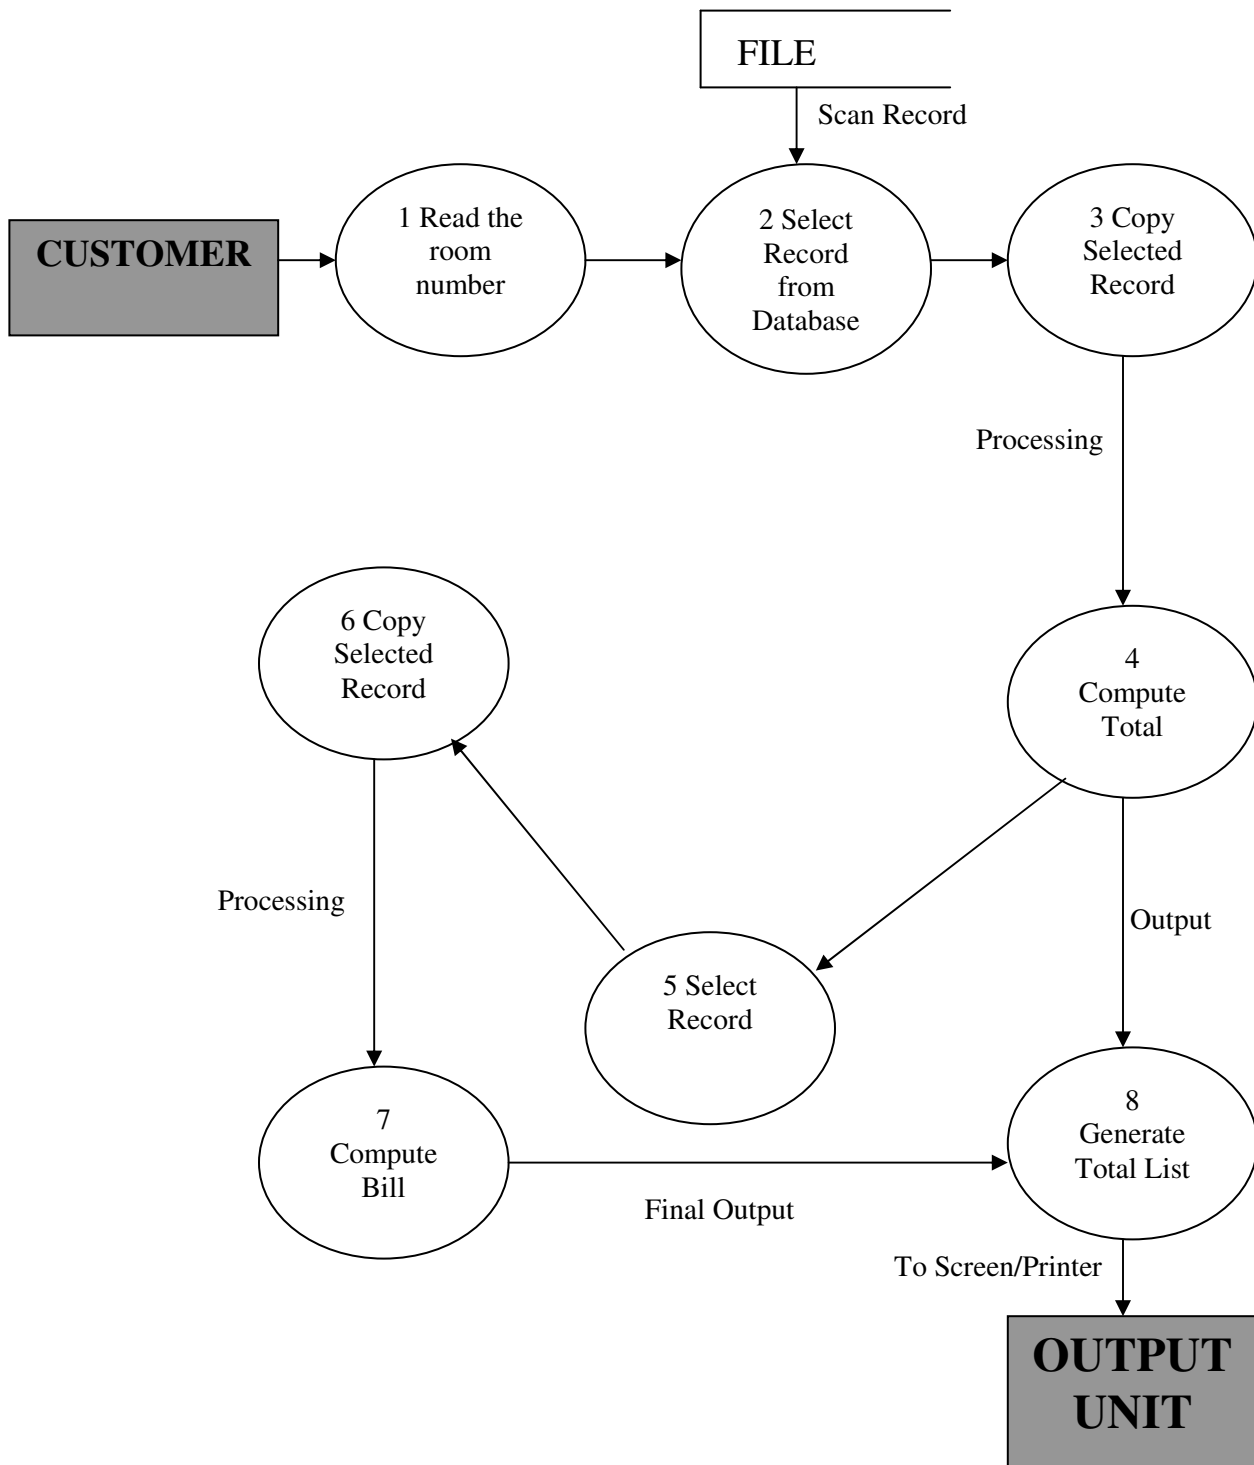 FILE
Scan Record
CUSTOMER
1 Read the
room
number
2 Select
Record
from
Database
3 Copy
Selected
Record
Processing
6 Copy
Selected
Record
4
Compute
Total
Processing
Output
5 Select
Record
7
Compute
Bill
8
Generate
Total List
Final Output
To Screen/Printer
OUTPUT
UNIT